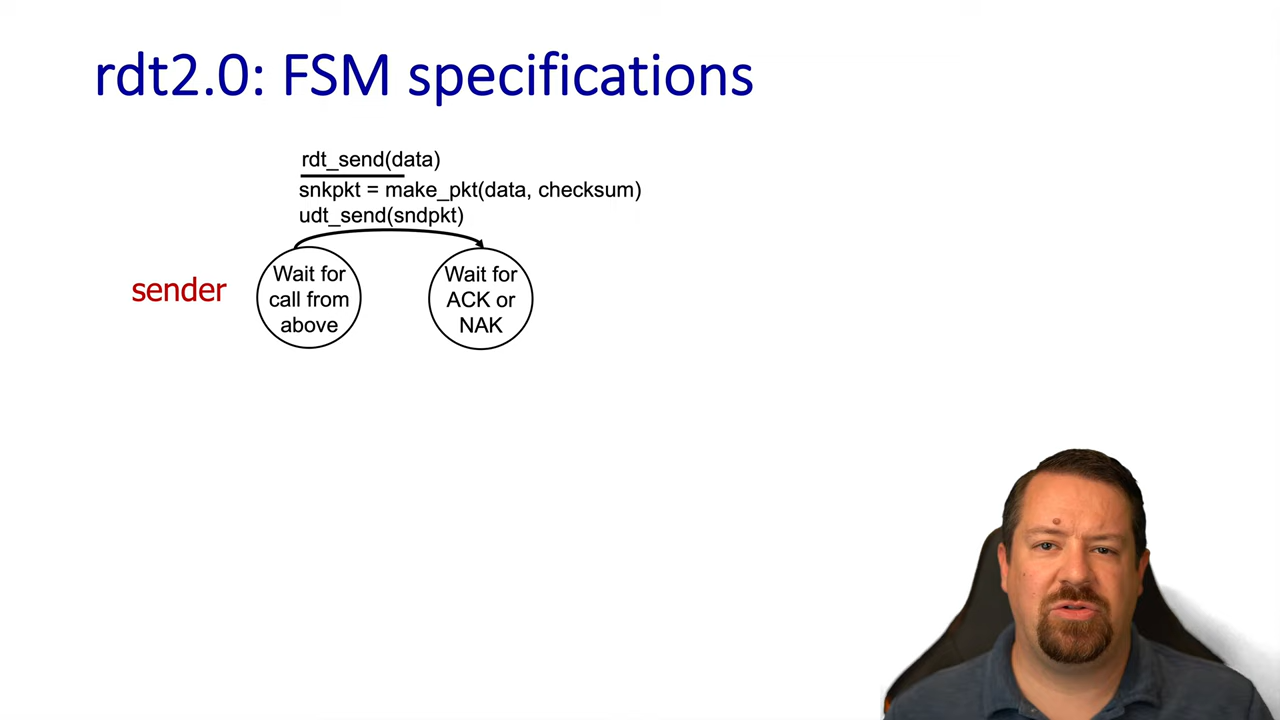 rdt2.0: FSM specifications
rdt_send(data)
snkpkt = make_pkt(data, checksum)
udt_send(sndpkt)
sender
Wait for
call from
above
Wait for
ACK or
NAK